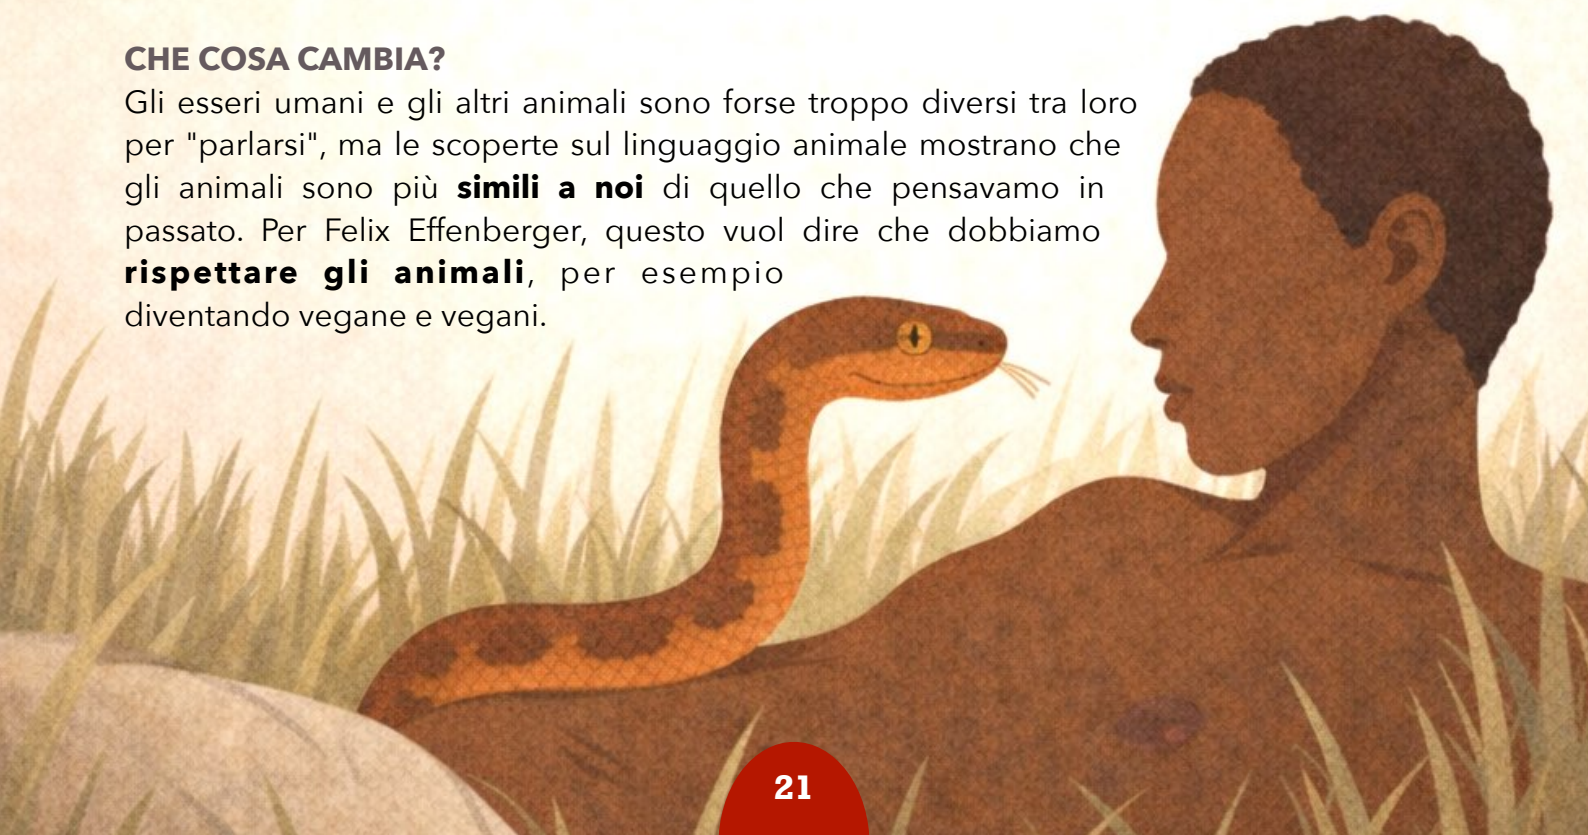 CHE COSA CAMBIA?
Gli esseri umani e gli altri animali sono forse troppo diversi tra loro
per "parlarsi", ma le scoperte sul linguaggio animale mostrano che
gli animali sono più simili a noi di quello che pensavamo in
passato. Per Felix Effenberger, questo vuol dire che dobbiamo
rispettare gli animali, per esempio
diventando vegane e vegani.
21